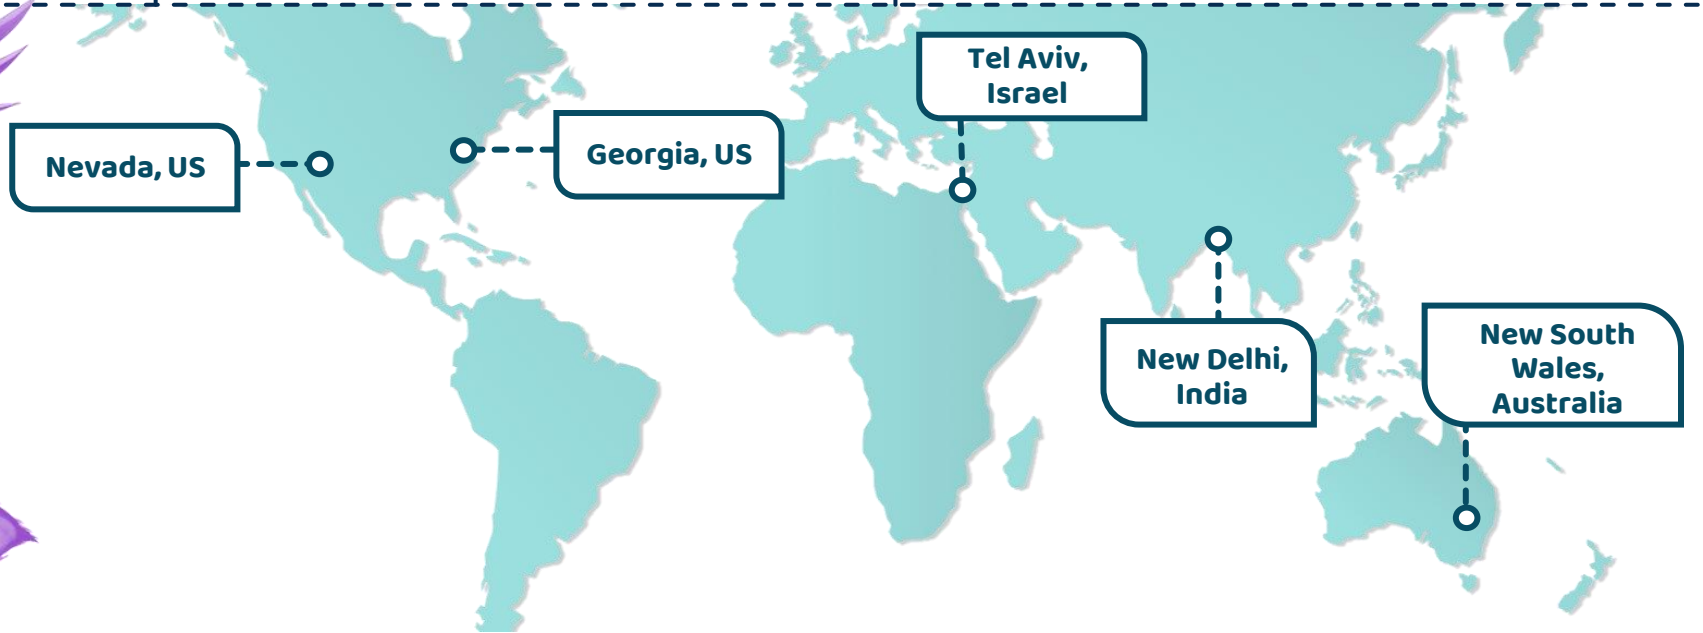 Tel Aviv,
Israel
Nevada, US
Georgia, US
New Delhi,
India
New South
Wales,
Australia